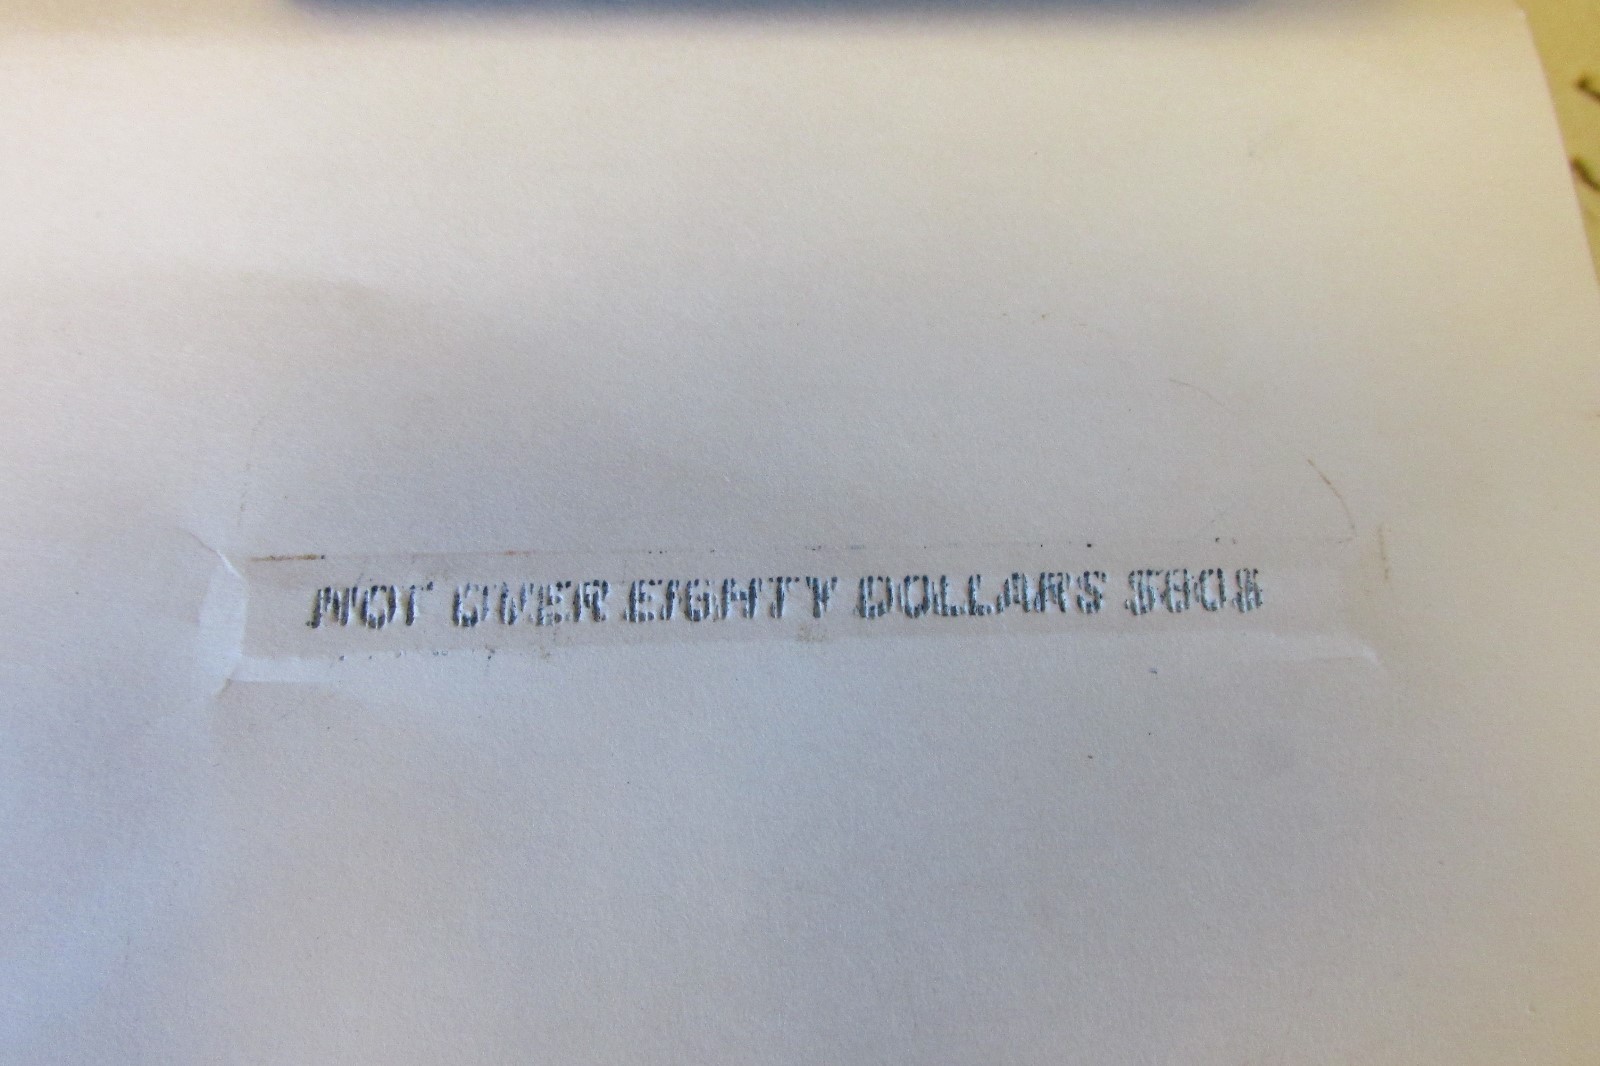 NOT OVER EIGHTY DOLLARS $80$